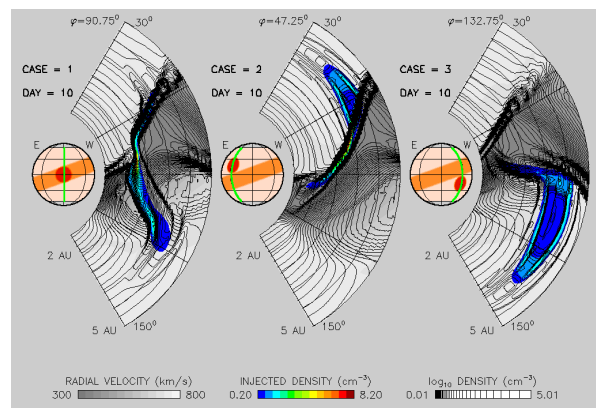 φ=90.75° 30°
CASE = 1
DAY = 10
E W
2 AU
5 AU 150°
φ=47.25° 30°
CASE = 2
DAY = 10
E W
2 AU
5 AU 150°
φ=132.75° 30°
CASE = 3
DAY = 10
E W
2 AU
5 AU 150°
RADIAL VELOCITY (km/s)
300 800
INJECTED DENSITY (cm⁻³)
0.20 8.20
log₁₀ DENSITY (cm⁻³)
0.01 5.01